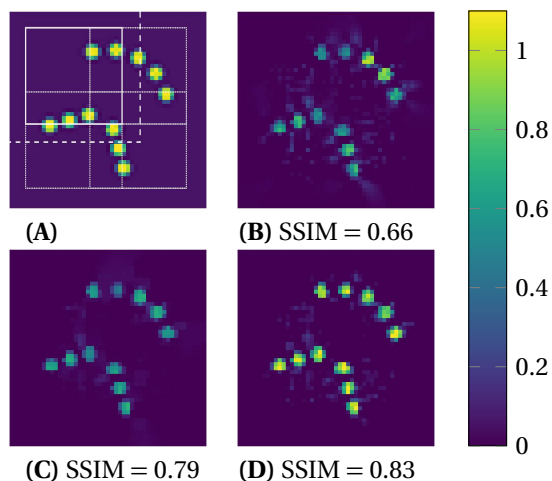 (A)
(B) SSIM = 0.66
(C) SSIM = 0.79
(D) SSIM = 0.83
1
0.8
0.6
0.4
0.2
0